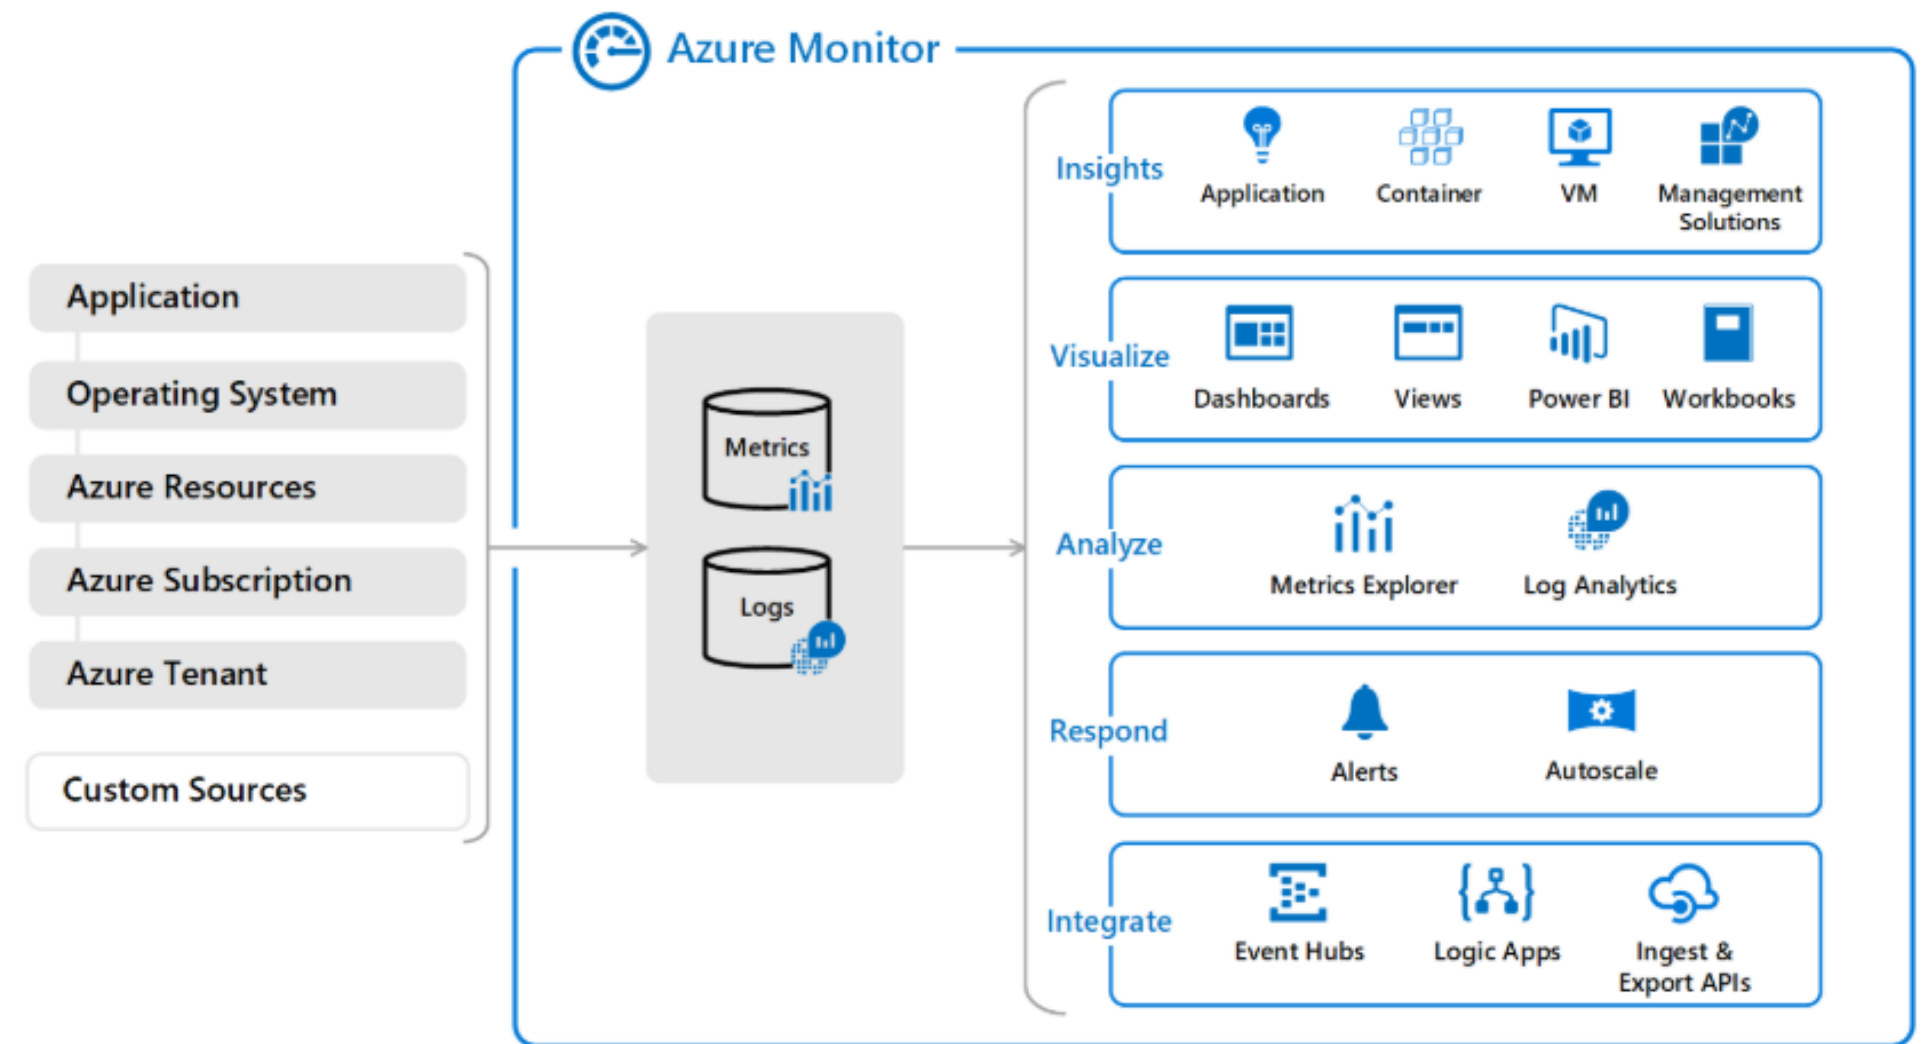 Azure Monitor
Application
Operating System
Azure Resources
Azure Subscription
Azure Tenant
Custom Sources
Metrics
Logs
Insights
Application
Container
VM
Management
Solutions
Visualize
Dashboards
Views
Power BI
Workbooks
Analyze
Metrics Explorer
Log Analytics
Respond
Alerts
Autoscale
Integrate
Event Hubs
Logic Apps
Ingest &
Export APIs